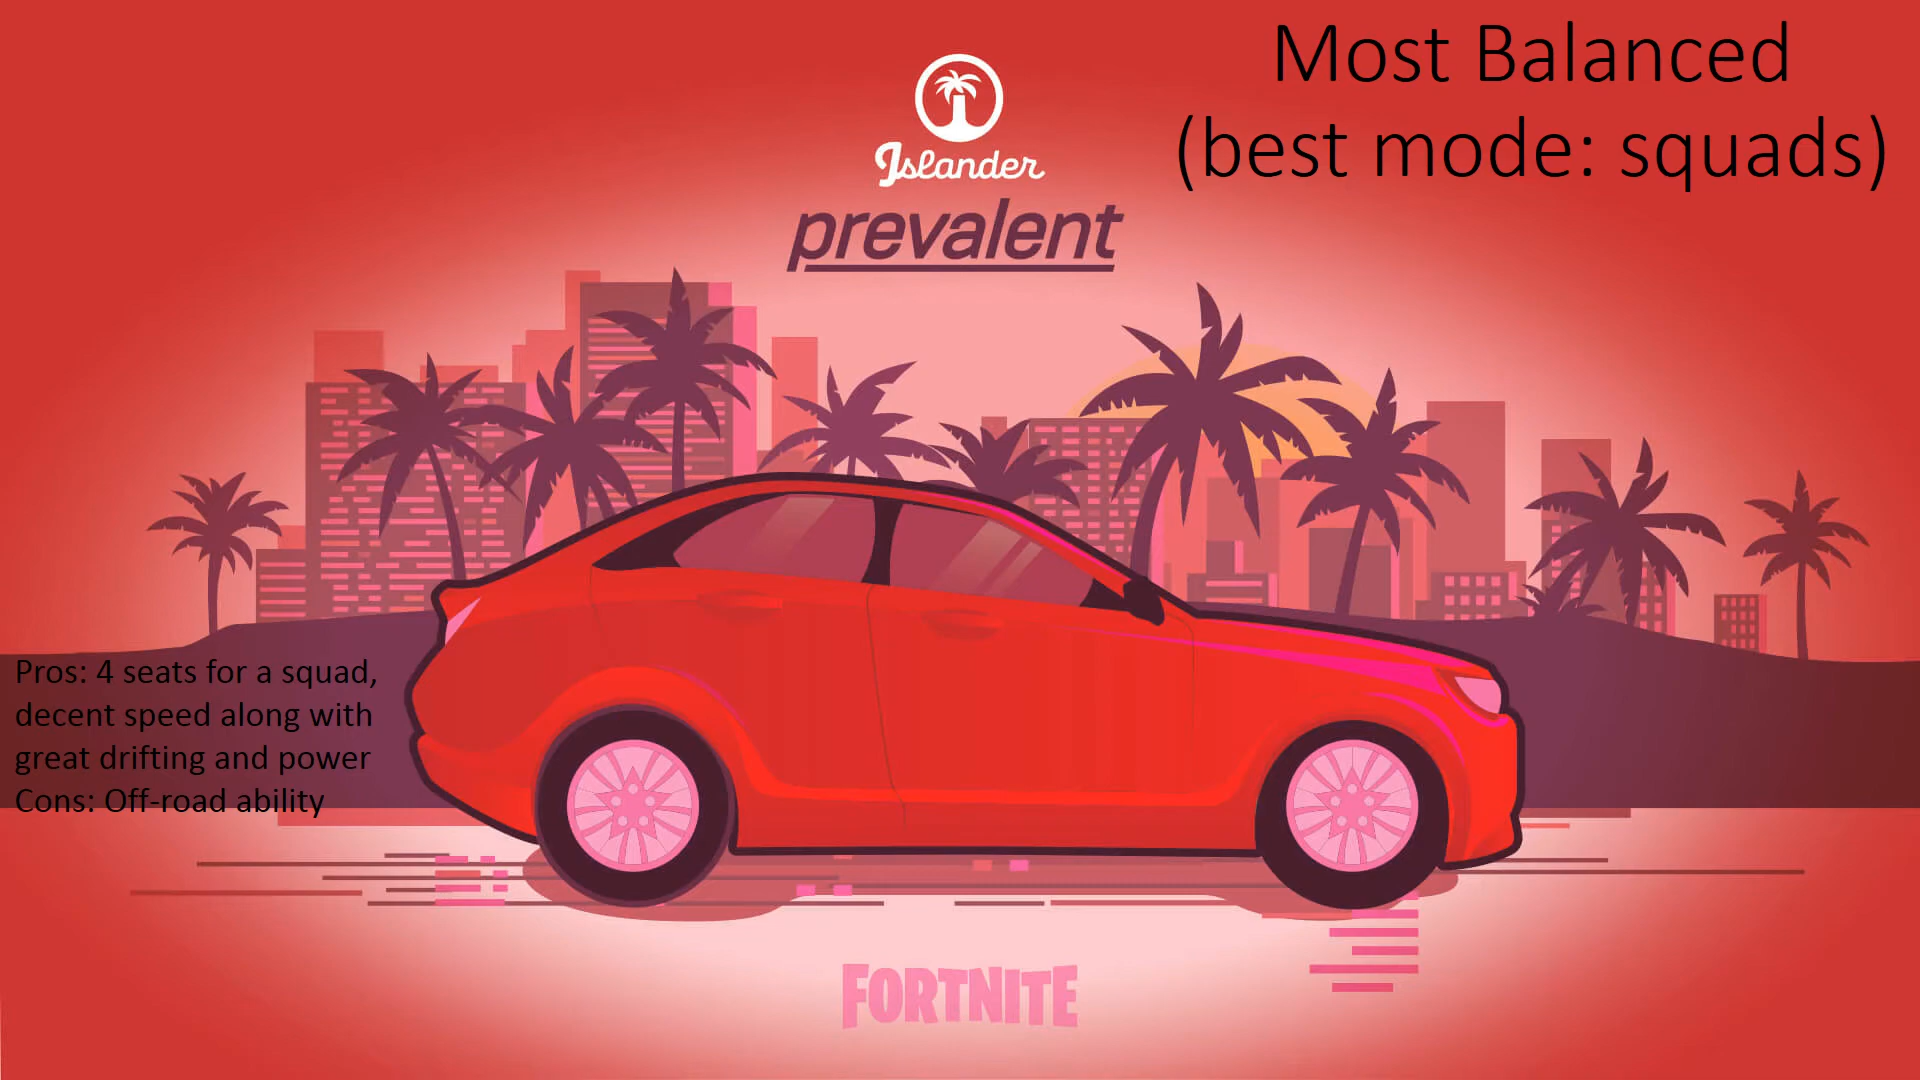 Most Balanced
(best mode: squads)
Islander
prevalent
Pros: 4 seats for a squad,
decent speed along with
great drifting and power
Cons: Off-road ability
FORTNITE